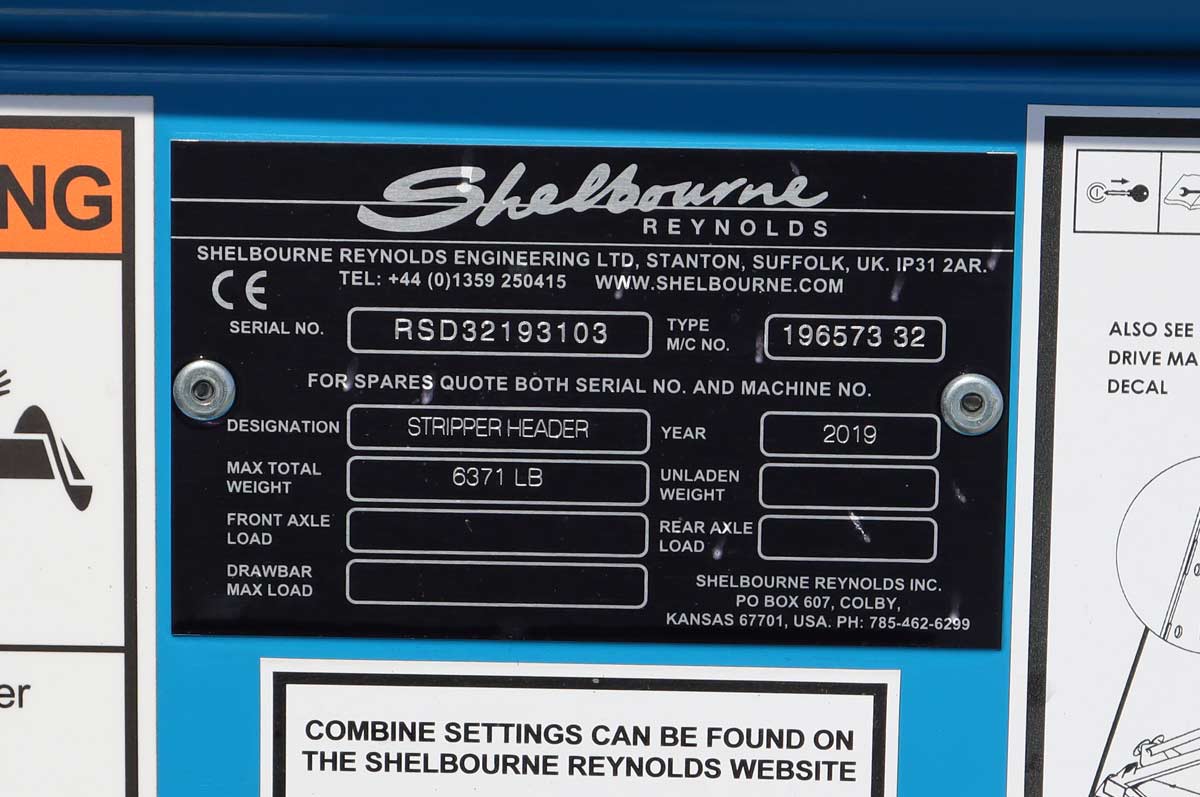 NG
er
Shelbourne
REYNOLDS
SHELBOURNE REYNOLDS ENGINEERING LTD, STANTON, SUFFOLK, UK. IP31 2AR.
CE TEL: +44 (0)1359 250415 WWW.SHELBOURNE.COM
SERIAL NO. RSD32193103 TYPE M/C NO. 196573 32
FOR SPARES QUOTE BOTH SERIAL NO. AND MACHINE NO.
DESIGNATION STRIPPER HEADER YEAR 2019
MAX TOTAL WEIGHT 6371 LB UNLADEN WEIGHT
FRONT AXLE LOAD REAR AXLE LOAD
DRAWBAR MAX LOAD
SHELBOURNE REYNOLDS INC.
PO BOX 607, COLBY,
KANSAS 67701, USA. PH: 785-462-6299
COMBINE SETTINGS CAN BE FOUND ON
THE SHELBOURNE REYNOLDS WEBSITE
ALSO SEE
DRIVE MA
DECAL